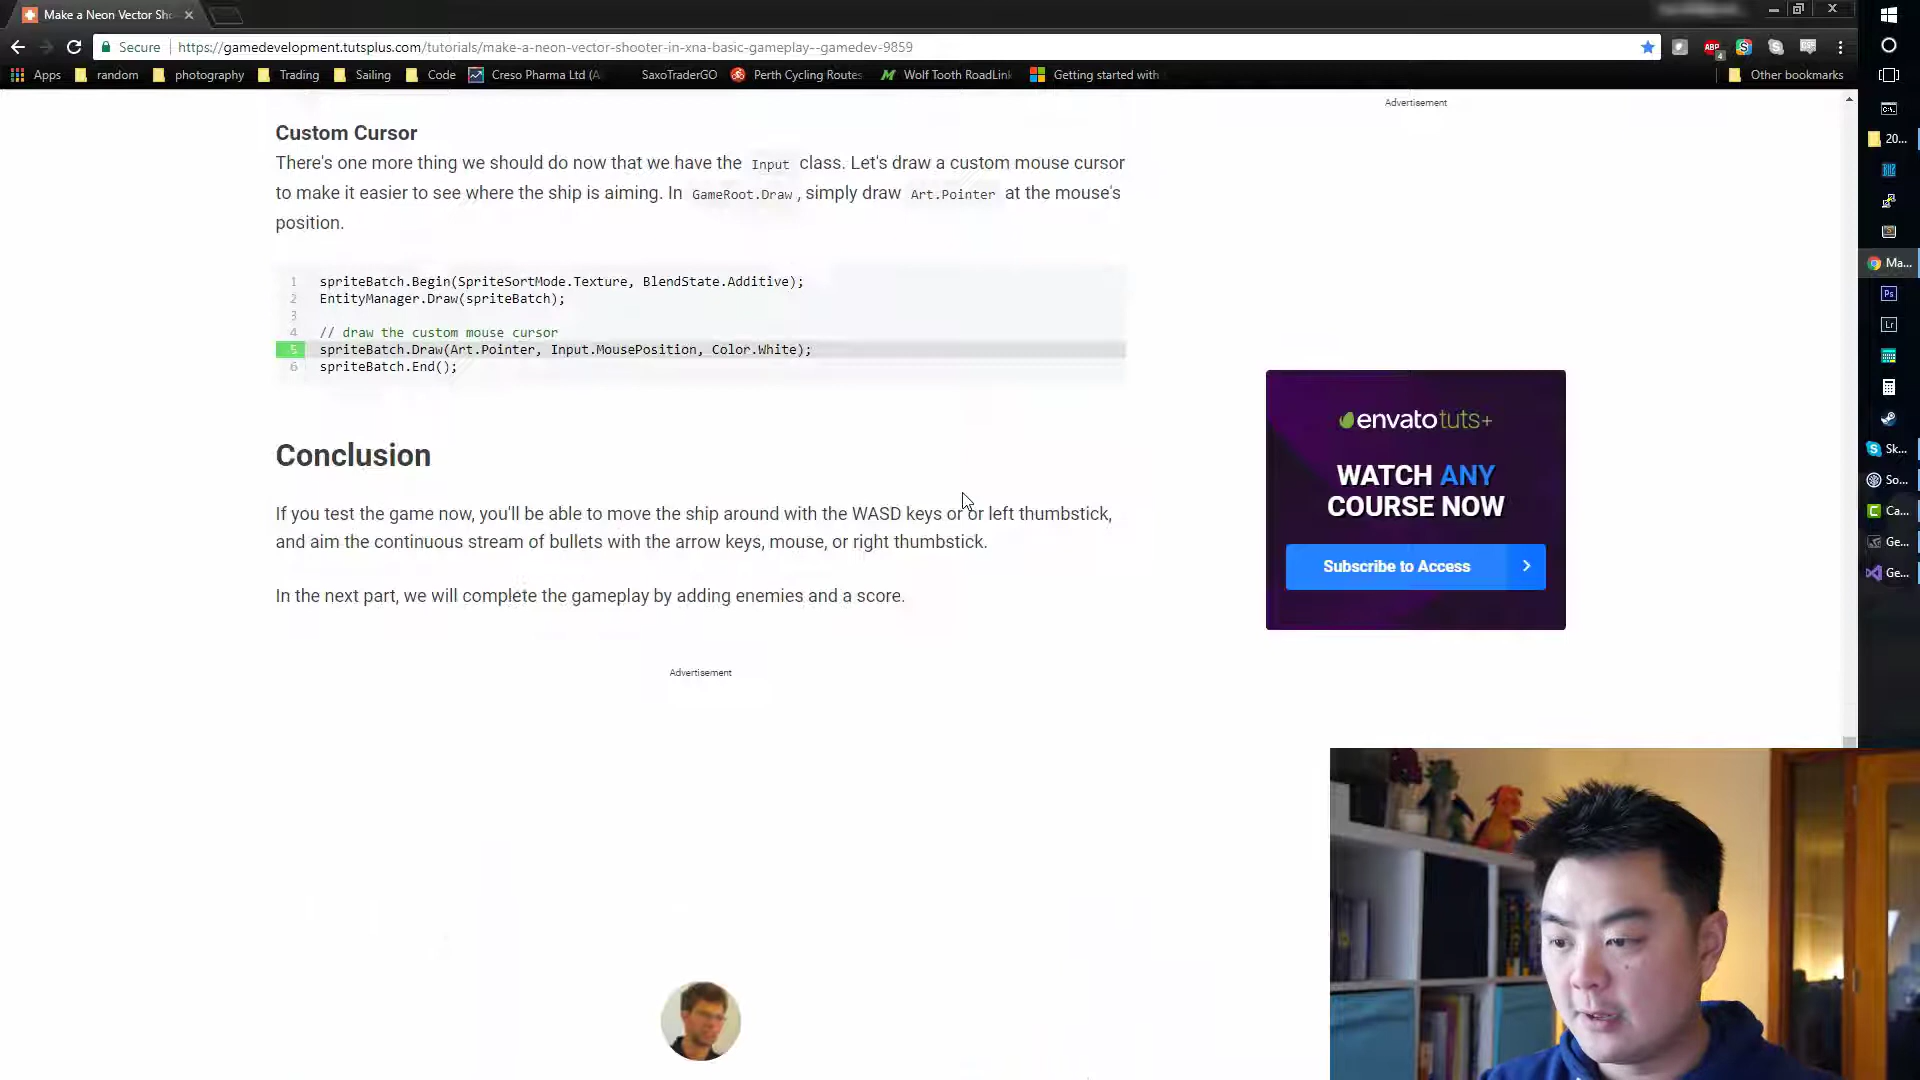 Make a Neon Vector Sho
Secure
https://gamedevelopment.tutsplus.com/tutorials/make-a-neon-vector-shooter-in-xna-basic-gameplay--gamedev-9859
ABP
4
Apps
random
photography
Trading
Sailing
Code
Creso Pharma Ltd (A
SaxoTraderGO
Perth Cycling Routes
Wolf Tooth RoadLink
Getting started with
Other bookmarks
20...
Ma...
Ps
Lr
Sk...
So...
Ca...
Ge...
Ge...
Advertisement
Custom Cursor
There's one more thing we should do now that we have the Input class. Let's draw a custom mouse cursor
to make it easier to see where the ship is aiming. In GameRoot.Draw, simply draw Art.Pointer at the mouse's
position.
1 spriteBatch.Begin(SpriteSortMode.Texture, BlendState.Additive);
2 EntityManager.Draw(spriteBatch);
3
4 // draw the custom mouse cursor
5 spriteBatch.Draw(Art.Pointer, Input.MousePosition, Color.White);
6 spriteBatch.End();
Conclusion
If you test the game now, you'll be able to move the ship around with the WASD keys or or left thumbstick,
and aim the continuous stream of bullets with the arrow keys, mouse, or right thumbstick.
In the next part, we will complete the gameplay by adding enemies and a score.
Advertisement
envatotuts+
WATCH ANY
COURSE NOW
Subscribe to Access